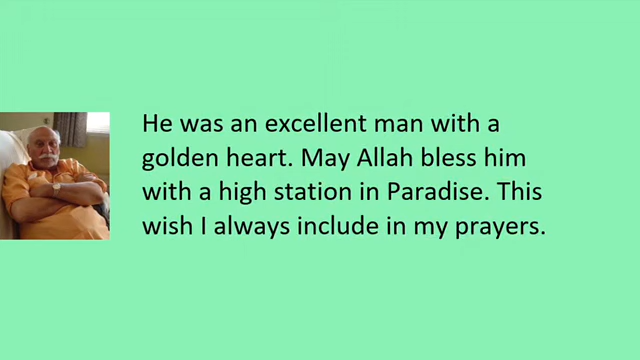 He was an excellent man with a
golden heart. May Allah bless him
with a high station in Paradise. This
wish I always include in my prayers.